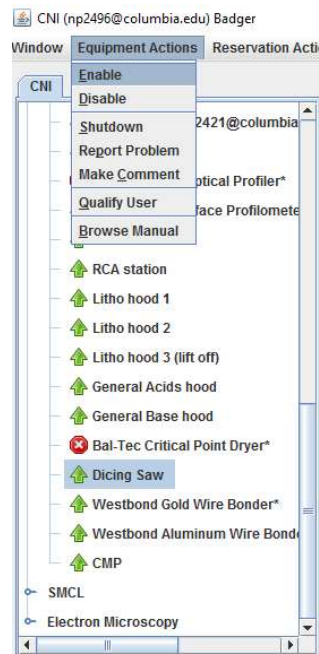 CNI (np2496@columbia.edu) Badger
Window Equipment Actions Reservation Acti
CNI
Enable
Disable
Shutdown
2421@columbia
Report Problem
Make Comment
ptical Profiler*
Qualify User
face Profilomete
Browse Manual
RCA station
Litho hood 1
Litho hood 2
Litho hood 3 (lift off)
General Acids hood
General Base hood
Bal-Tec Critical Point Dryer*
Dicing Saw
Westbond Gold Wire Bonder*
Westbond Aluminum Wire Bond
CMP
SMCL
Electron Microscopy